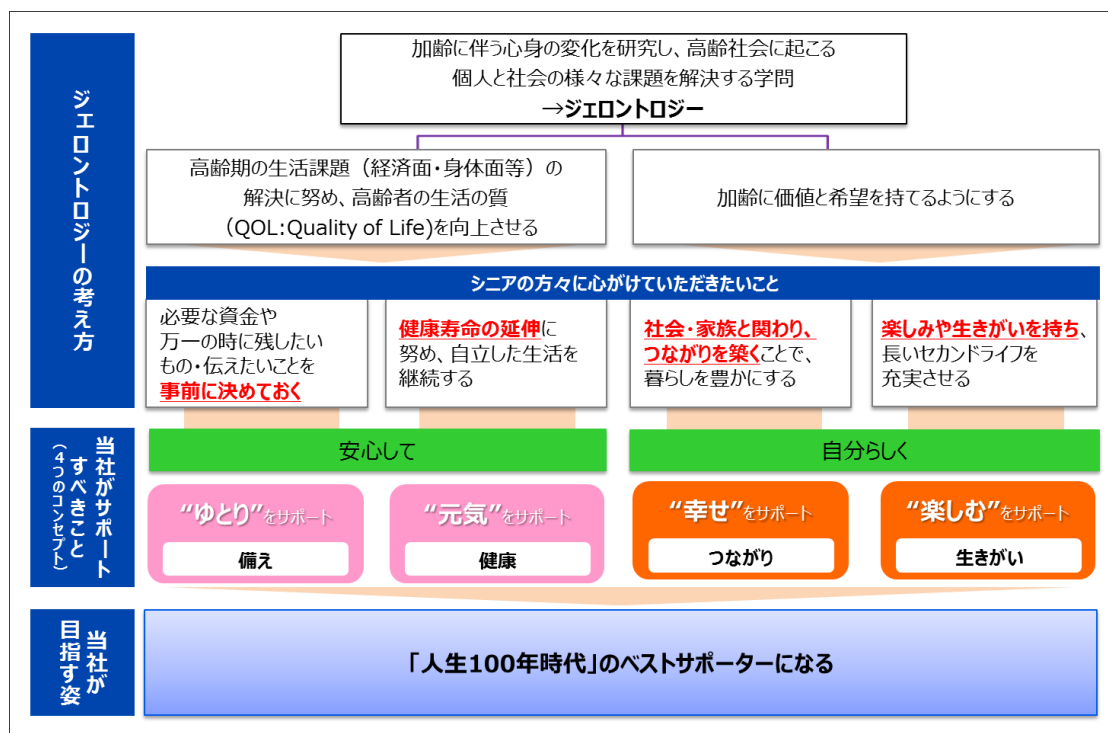 ジェロントロジーの考え方
加齢に伴う心身の変化を研究し、高齢社会に起こる
個人と社会の様々な課題を解決する学問
→ジェロントロジー
高齢期の生活課題（経済面・身体面等）の
解決に努め、高齢者の生活の質
（QOL:Quality of Life)を向上させる
加齢に価値と希望を持てるようにする
シニアの方々に心がけていただきたいこと
必要な資金や
万一の時に残したい
もの・伝えたいことを
事前に決めておく
健康寿命の延伸に
努め、自立した生活を
継続する
社会・家族と関わり、
つながりを築くことで、
暮らしを豊かにする
楽しみや生きがいを持ち、
長いセカンドライフを
充実させる
当社がサポート
すべきこと
（４つのコンセプト）
安心して
自分らしく
“ゆとり”をサポート
備え
“元気”をサポート
健康
“幸せ”をサポート
つながり
“楽しむ”をサポート
生きがい
当社が
目指す姿
「人生100年時代」のベストサポーターになる